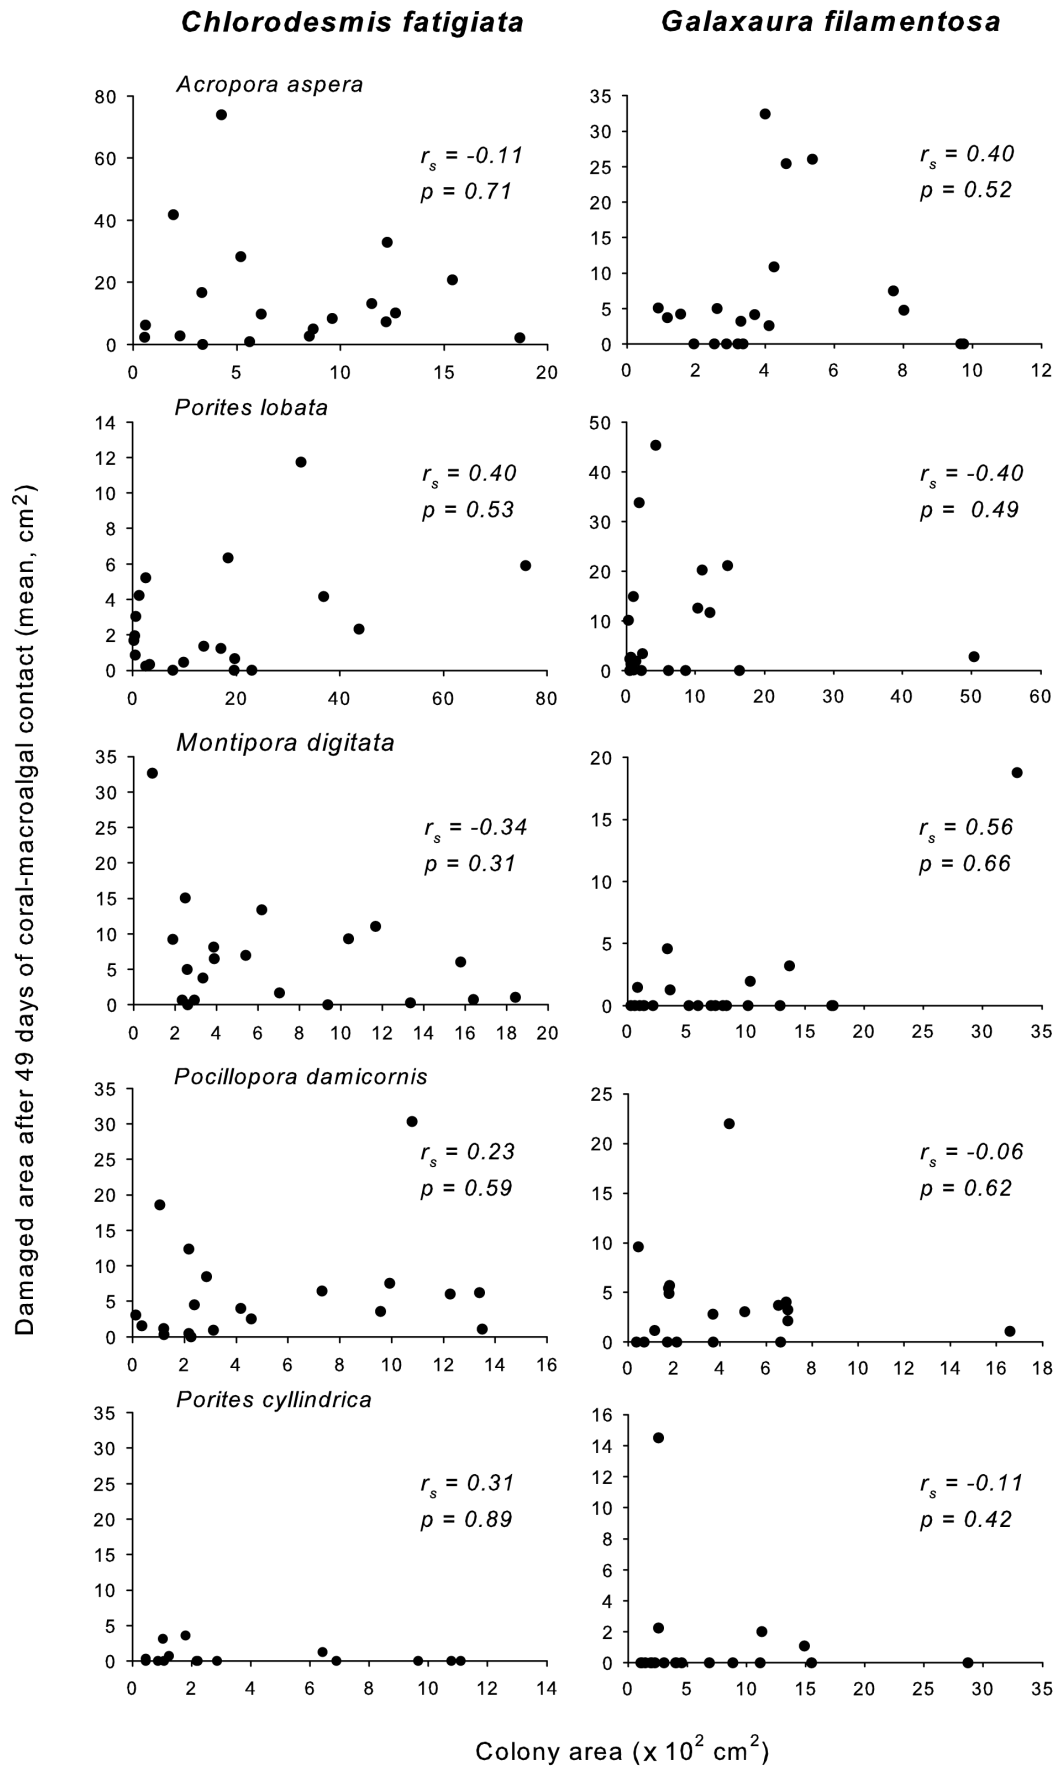 Chlorodesmis fatigiata Galaxaura filamentosa
Acropora aspera
80
60
40
20
0
0 5 10 15 20
r_s = -0.11
p = 0.71
35
30
25
20
15
10
5
0
0 2 4 6 8 10 12
r_s = 0.40
p = 0.52
Porites lobata
14
12
10
8
6
4
2
0
0 20 40 60 80
r_s = 0.40
p = 0.53
50
40
30
20
10
0
0 10 20 30 40 50 60
r_s = -0.40
p = 0.49
Montipora digitata
35
30
25
20
15
10
5
0
0 2 4 6 8 10 12 14 16 18 20
r_s = -0.34
p = 0.31
20
15
10
5
0
0 5 10 15 20 25 30 35
r_s = 0.56
p = 0.66
Pocillopora damicornis
35
30
25
20
15
10
5
0
0 2 4 6 8 10 12 14 16
r_s = 0.23
p = 0.59
25
20
15
10
5
0
0 2 4 6 8 10 12 14 16 18
r_s = -0.06
p = 0.62
Porites cyllindrica
35
30
25
20
15
10
5
0
0 2 4 6 8 10 12 14
r_s = 0.31
p = 0.89
16
14
12
10
8
6
4
2
0
0 5 10 15 20 25 30 35
r_s = -0.11
p = 0.42
Damaged area after 49 days of coral-macroalgal contact (mean, cm²)
Colony area (x 10² cm²)